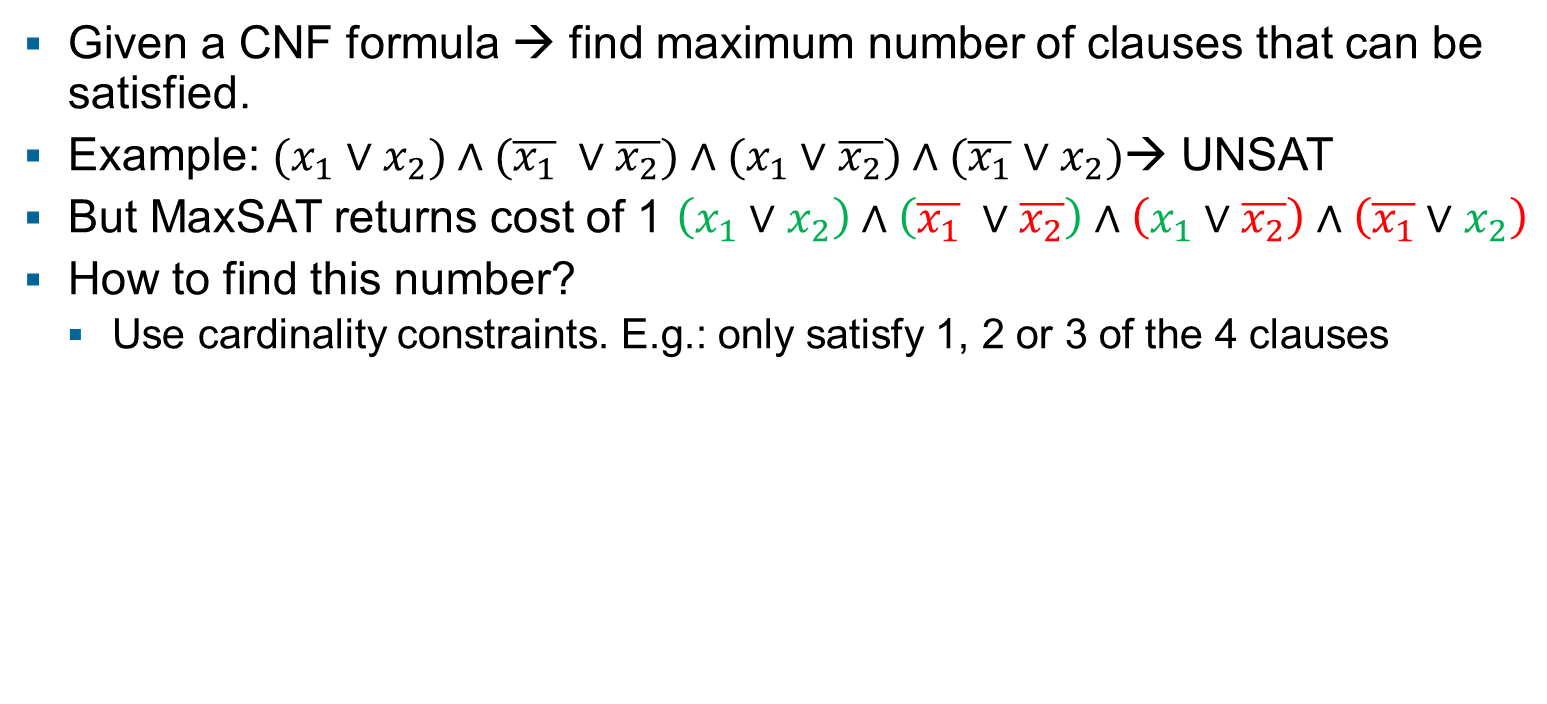 ▪ Given a CNF formula → find maximum number of clauses that can be
satisfied.
▪ Example: (x₁ ∨ x₂) ∧ (x̅₁ ∨ x̅₂) ∧ (x₁ ∨ x̅₂) ∧ (x̅₁ ∨ x₂)→ UNSAT
▪ But MaxSAT returns cost of 1 (x₁ ∨ x₂) ∧ (x̅₁ ∨ x̅₂) ∧ (x₁ ∨ x̅₂) ∧ (x̅₁ ∨ x₂)
▪ How to find this number?
▪ Use cardinality constraints. E.g.: only satisfy 1, 2 or 3 of the 4 clauses